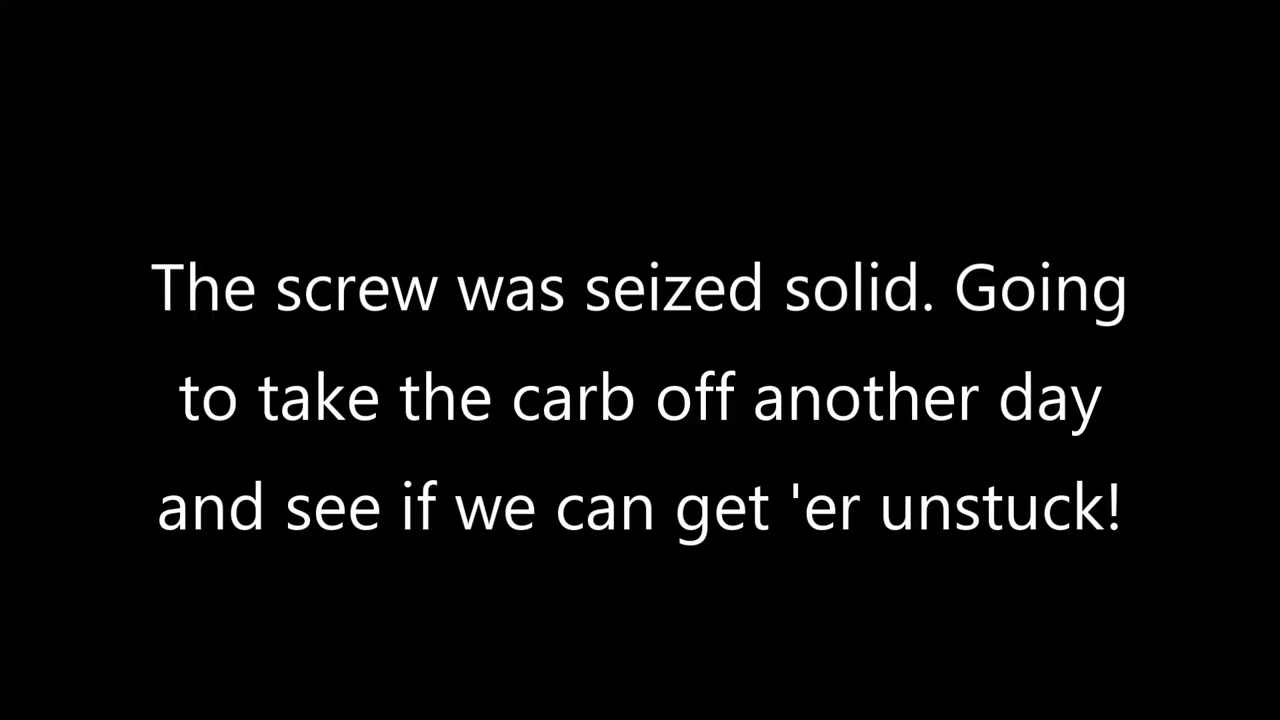 The screw was seized solid. Going
to take the carb off another day
and see if we can get 'er unstuck!